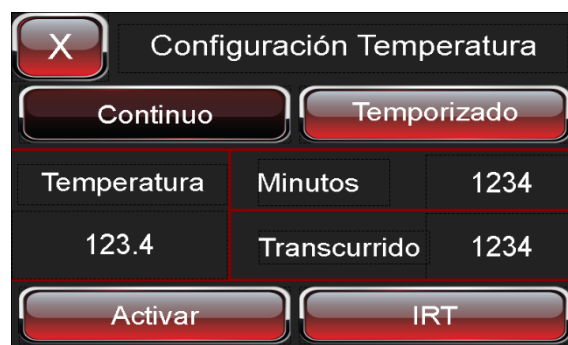 X Configuración Temperatura
Continuo Temporizado
Temperatura Minutos 1234
123.4 Transcurrido 1234
Activar IRT